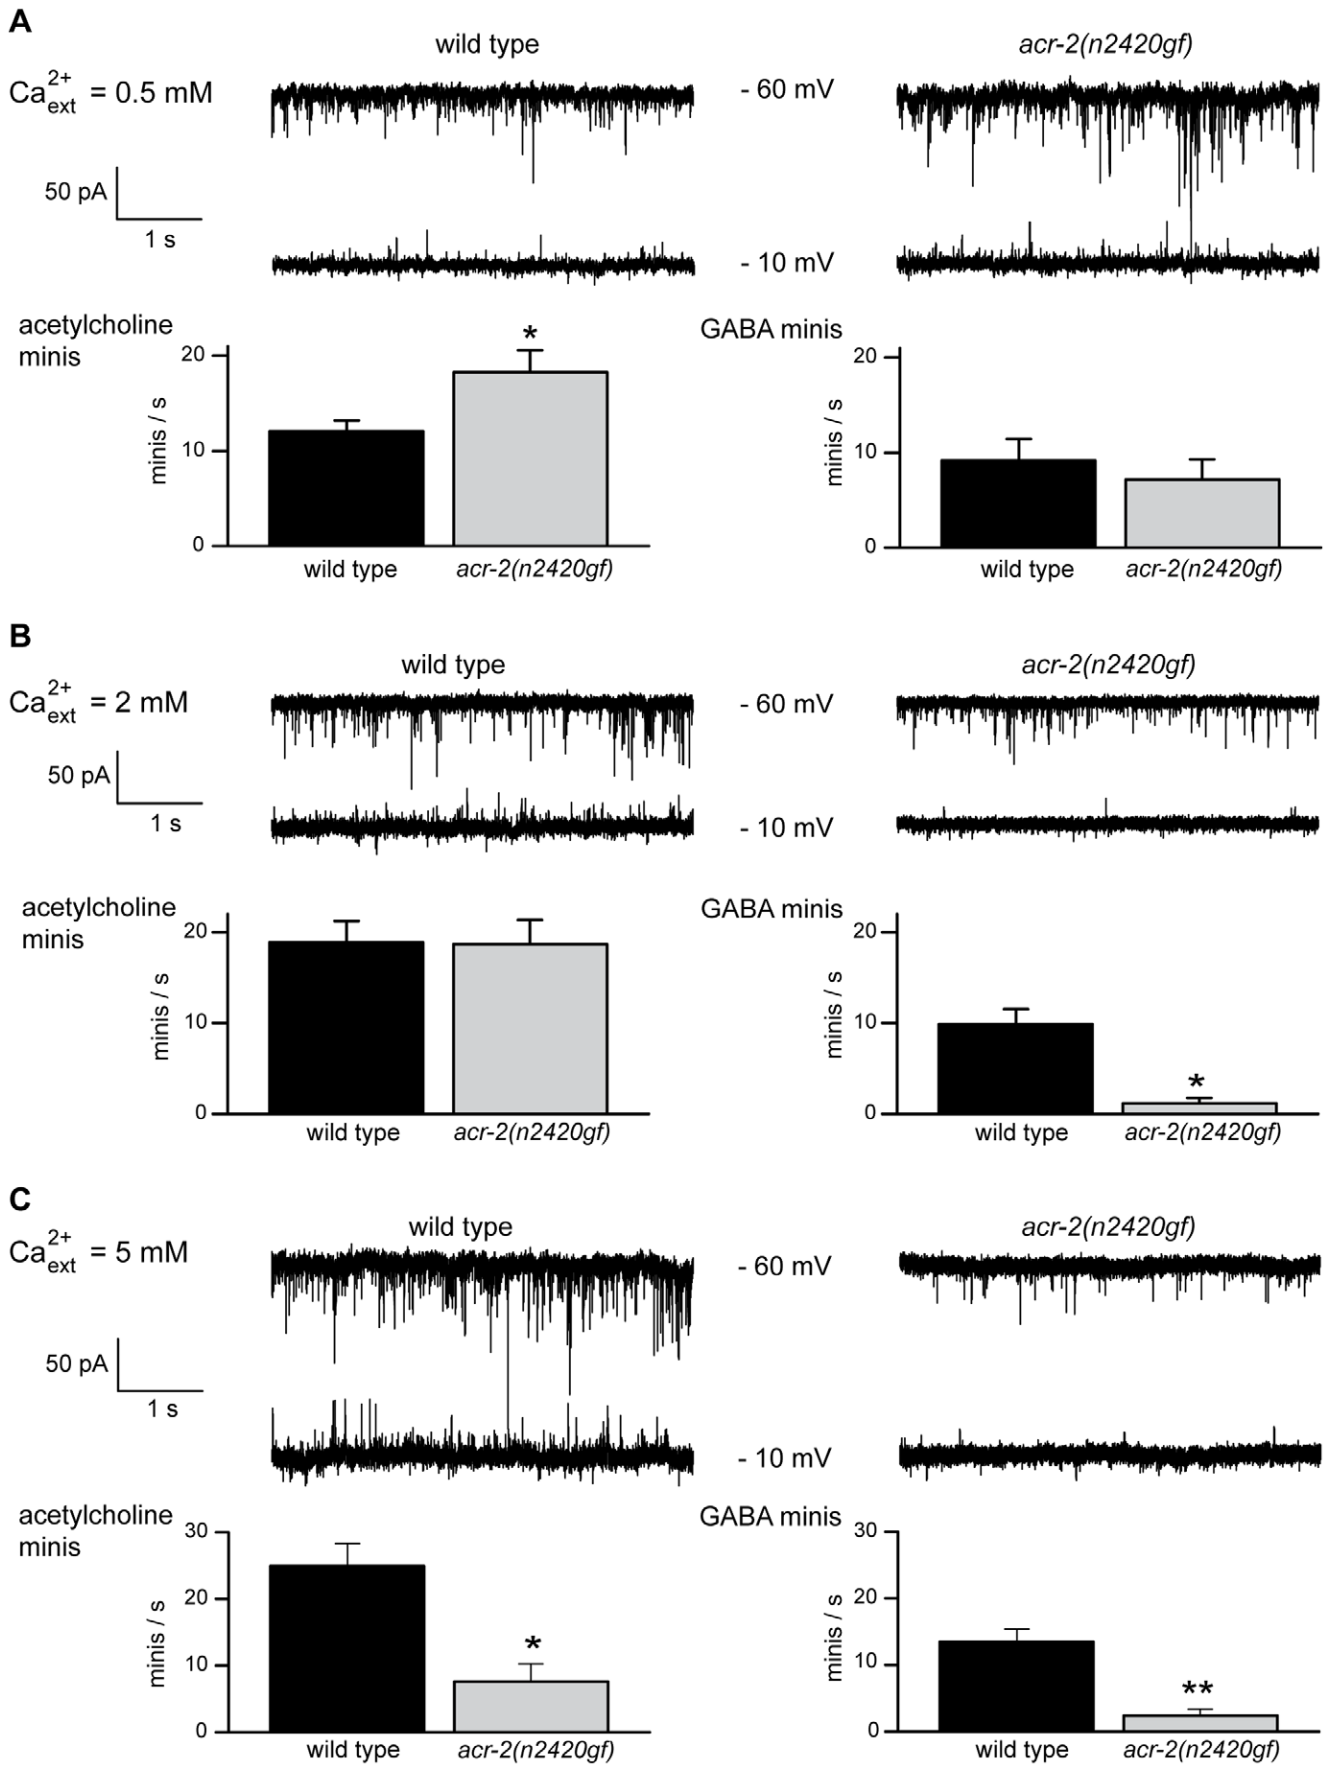 A
wild type
acr-2(n2420gf)
Ca2+ext = 0.5 mM
- 60 mV
50 pA
1 s
- 10 mV
acetylcholine
minis
GABA minis
*
20
10
0
minis / s
wild type
acr-2(n2420gf)
20
10
0
minis / s
wild type
acr-2(n2420gf)
B
wild type
acr-2(n2420gf)
Ca2+ext = 2 mM
- 60 mV
50 pA
1 s
- 10 mV
acetylcholine
minis
GABA minis
20
10
0
minis / s
wild type
acr-2(n2420gf)
20
10
0
minis / s
*
wild type
acr-2(n2420gf)
C
wild type
acr-2(n2420gf)
Ca2+ext = 5 mM
- 60 mV
50 pA
1 s
- 10 mV
acetylcholine
minis
GABA minis
30
20
10
0
minis / s
*
wild type
acr-2(n2420gf)
30
20
10
0
minis / s
**
wild type
acr-2(n2420gf)